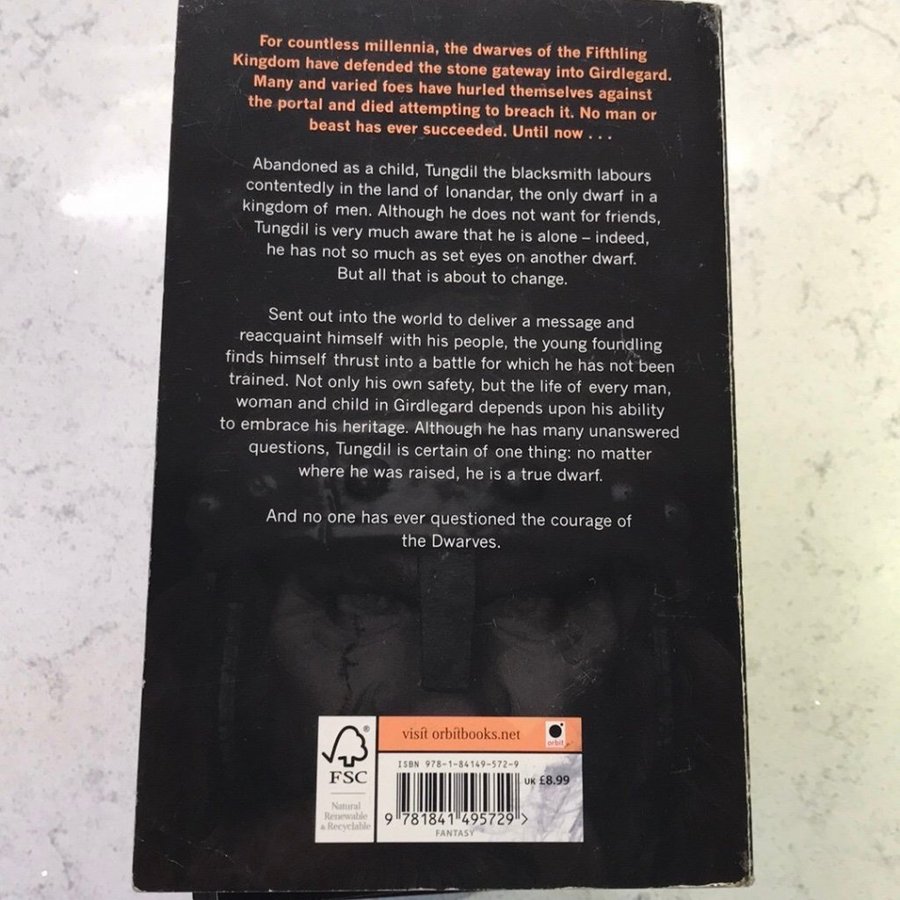 For countless millennia, the dwarves of the Fifthling
Kingdom have defended the stone gateway into Girdlegard.
Many and varied foes have hurled themselves against
the portal and died attempting to breach it. No man or
beast has ever succeeded. Until now . . .
Abandoned as a child, Tungdil the blacksmith labours
contentedly in the land of Ionandar, the only dwarf in a
kingdom of men. Although he does not want for friends,
Tungdil is very much aware that he is alone – indeed,
he has not so much as set eyes on another dwarf.
But all that is about to change.
Sent out into the world to deliver a message and
reacquaint himself with his people, the young foundling
finds himself thrust into a battle for which he has not been
trained. Not only his own safety, but the life of every man,
woman and child in Girdlegard depends upon his ability
to embrace his heritage. Although he has many unanswered
questions, Tungdil is certain of one thing: no matter
where he was raised, he is a true dwarf.
And no one has ever questioned the courage of
the Dwarves.
visit orbitbooks.net
orbit
ISBN 978-1-84149-572-9
UK £8.99
9 781841 495729 >
FANTASY
®
FSC
Natural
Renewable
& Recyclable